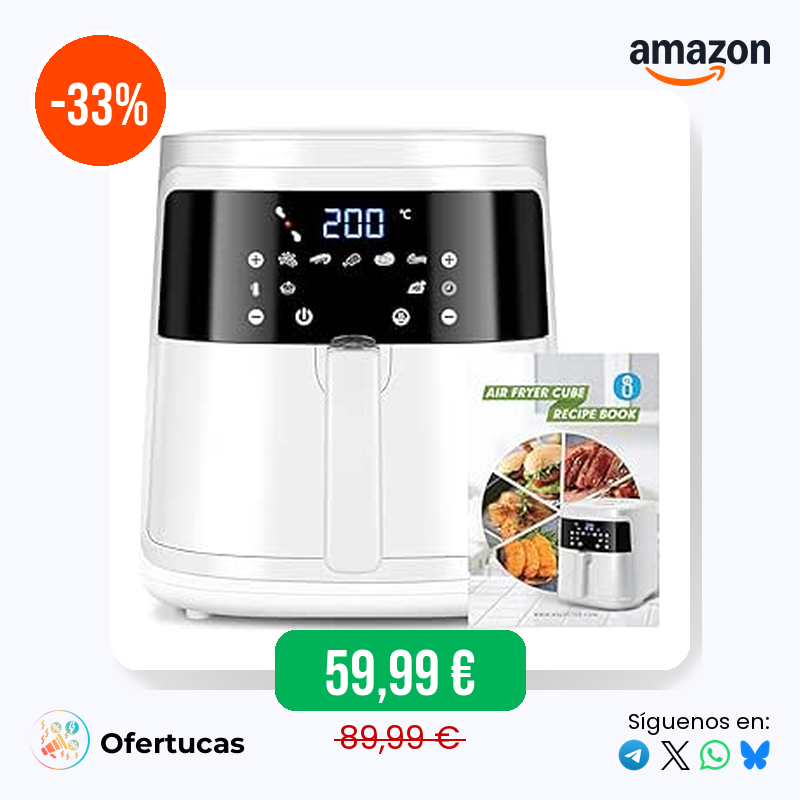 -33%
amazon
200 °C
AIR FRYER CUBE
RECIPE BOOK
59,99 €
89,99 €
Ofertucas
Síguenos en: